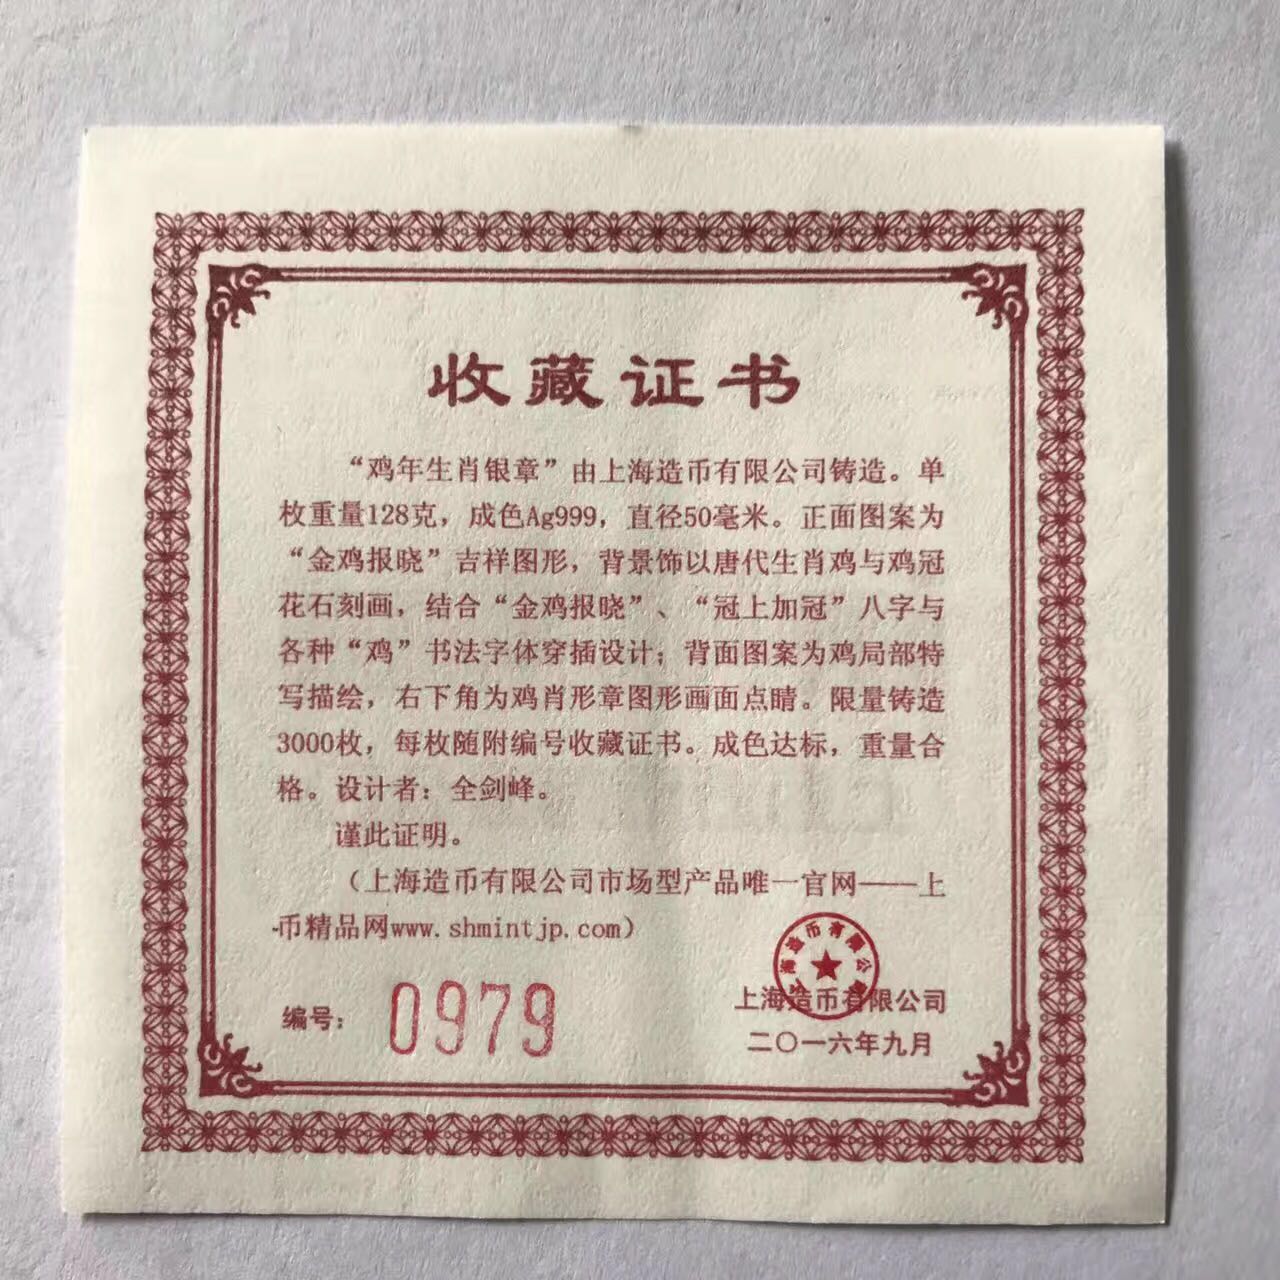 收藏证书
“鸡年生肖银章”由上海造币有限公司铸造。单
枚重量128克，成色Ag999，直径50毫米。正面图案为
“金鸡报晓”吉祥图形，背景饰以唐代生肖鸡与鸡冠
花石刻画，结合“金鸡报晓”、“冠上加冠”八字与
各种“鸡”书法字体穿插设计；背面图案为鸡局部特
写描绘，右下角为鸡肖形章图形画面点睛。限量铸造
3000枚，每枚随附编号收藏证书。成色达标，重量合
格。设计者：全剑峰。
谨此证明。
（上海造币有限公司市场型产品唯一官网——上
币精品网www.shmintjp.com）
上海造币有限公司
编号： 0979
上海造币有限公司
二〇一六年九月